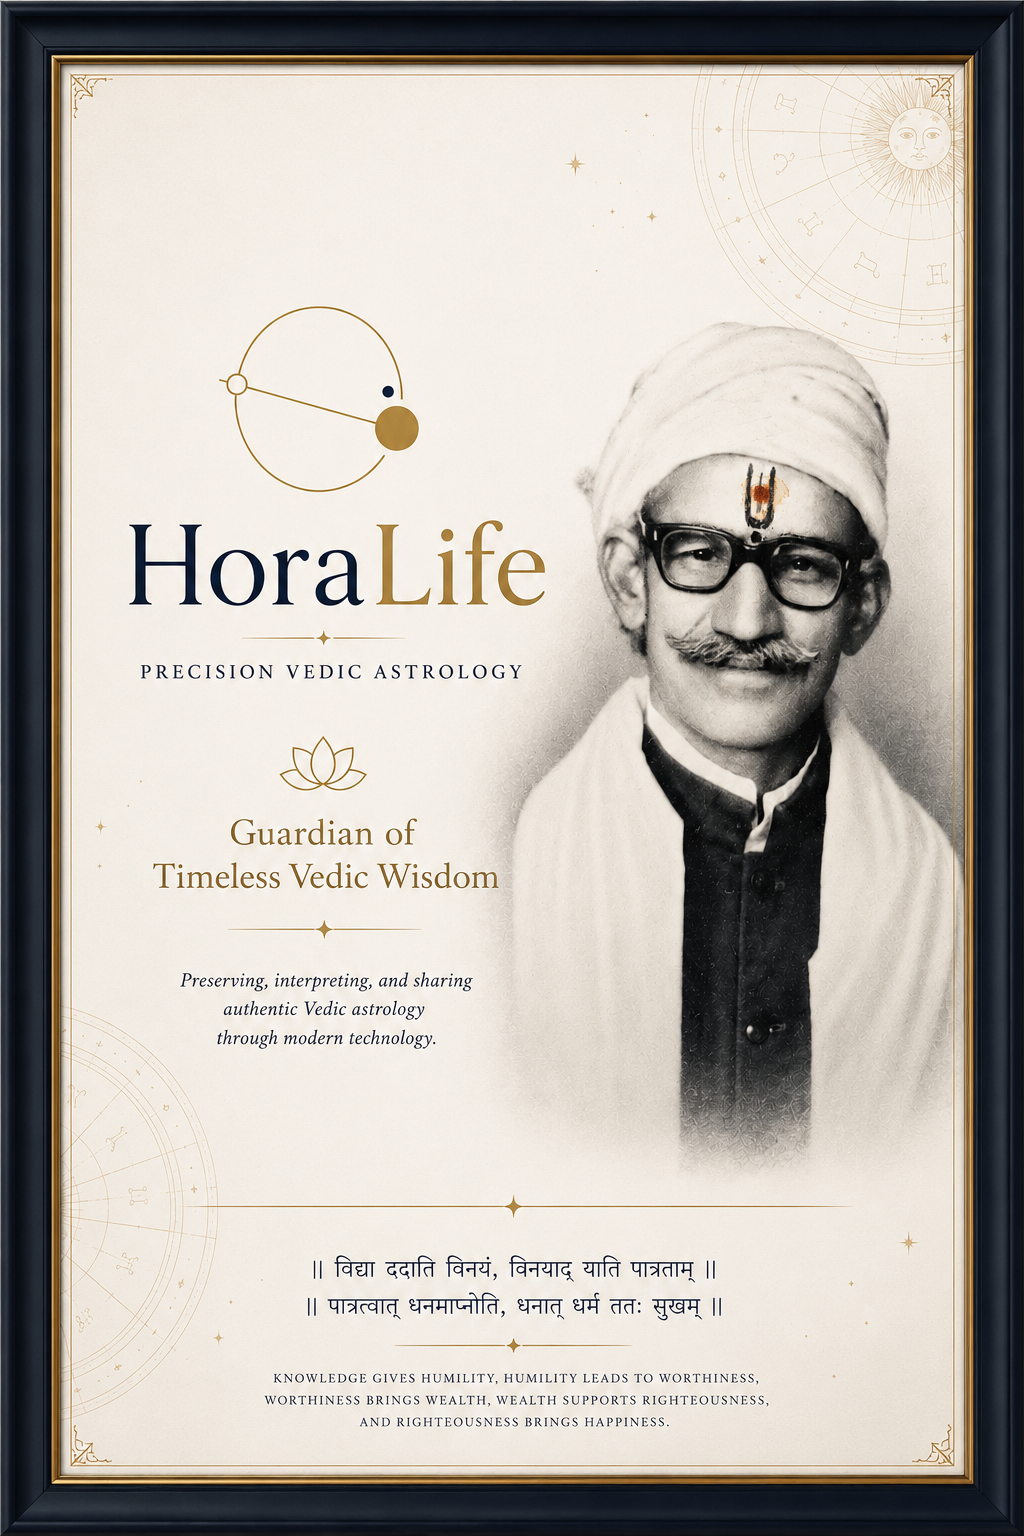 HoraLife
PRECISION VEDIC ASTROLOGY
Guardian of
Timeless Vedic Wisdom
Preserving, interpreting, and sharing
authentic Vedic astrology
through modern technology.
|| विद्या ददाति विनयं, विनयाद् याति पात्रताम् ||
|| पात्रत्वात् धनमाप्नोति, धनात् धर्म ततः सुखम् ||
KNOWLEDGE GIVES HUMILITY, HUMILITY LEADS TO WORTHINESS,
WORTHINESS BRINGS WEALTH, WEALTH SUPPORTS RIGHTEOUSNESS,
AND RIGHTEOUSNESS BRINGS HAPPINESS.